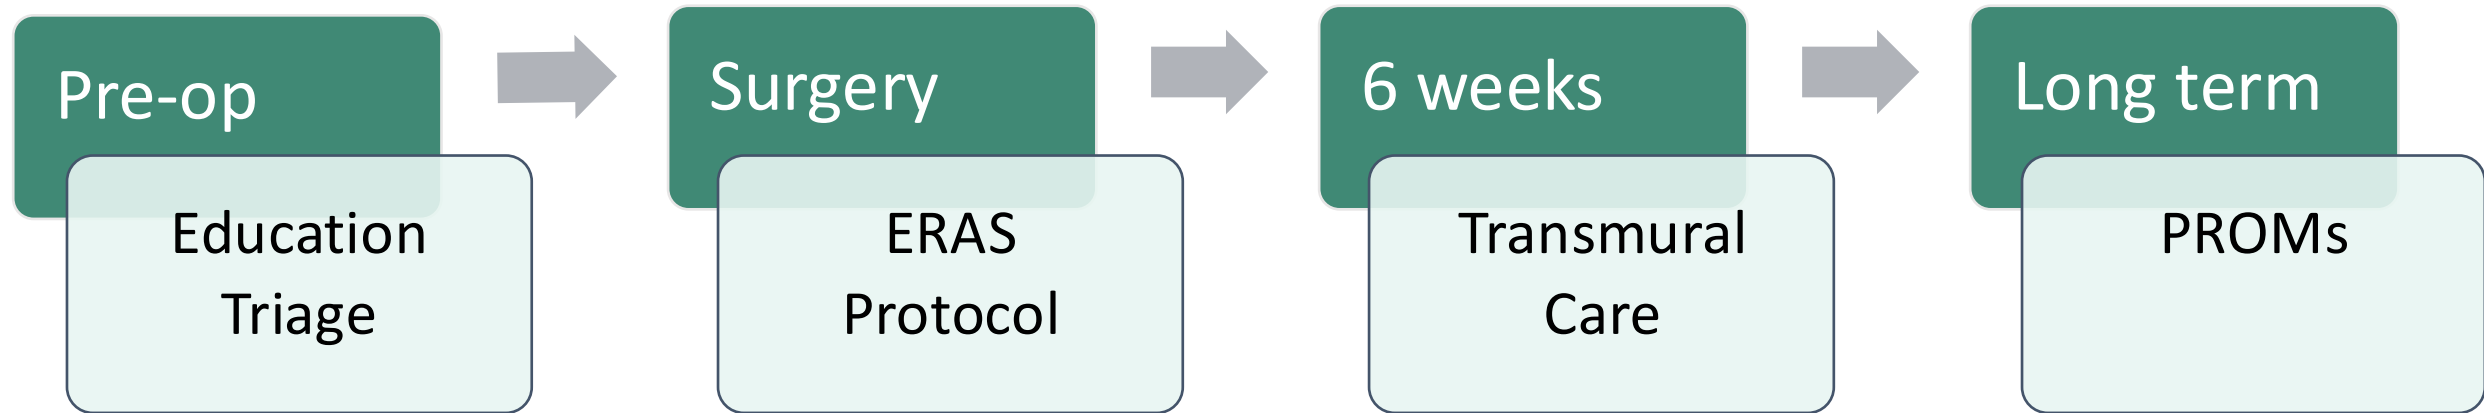 Pre-op
Education
Triage
Surgery
ERAS
Protocol
6 weeks
Transmural
Care
Long term
PROMs